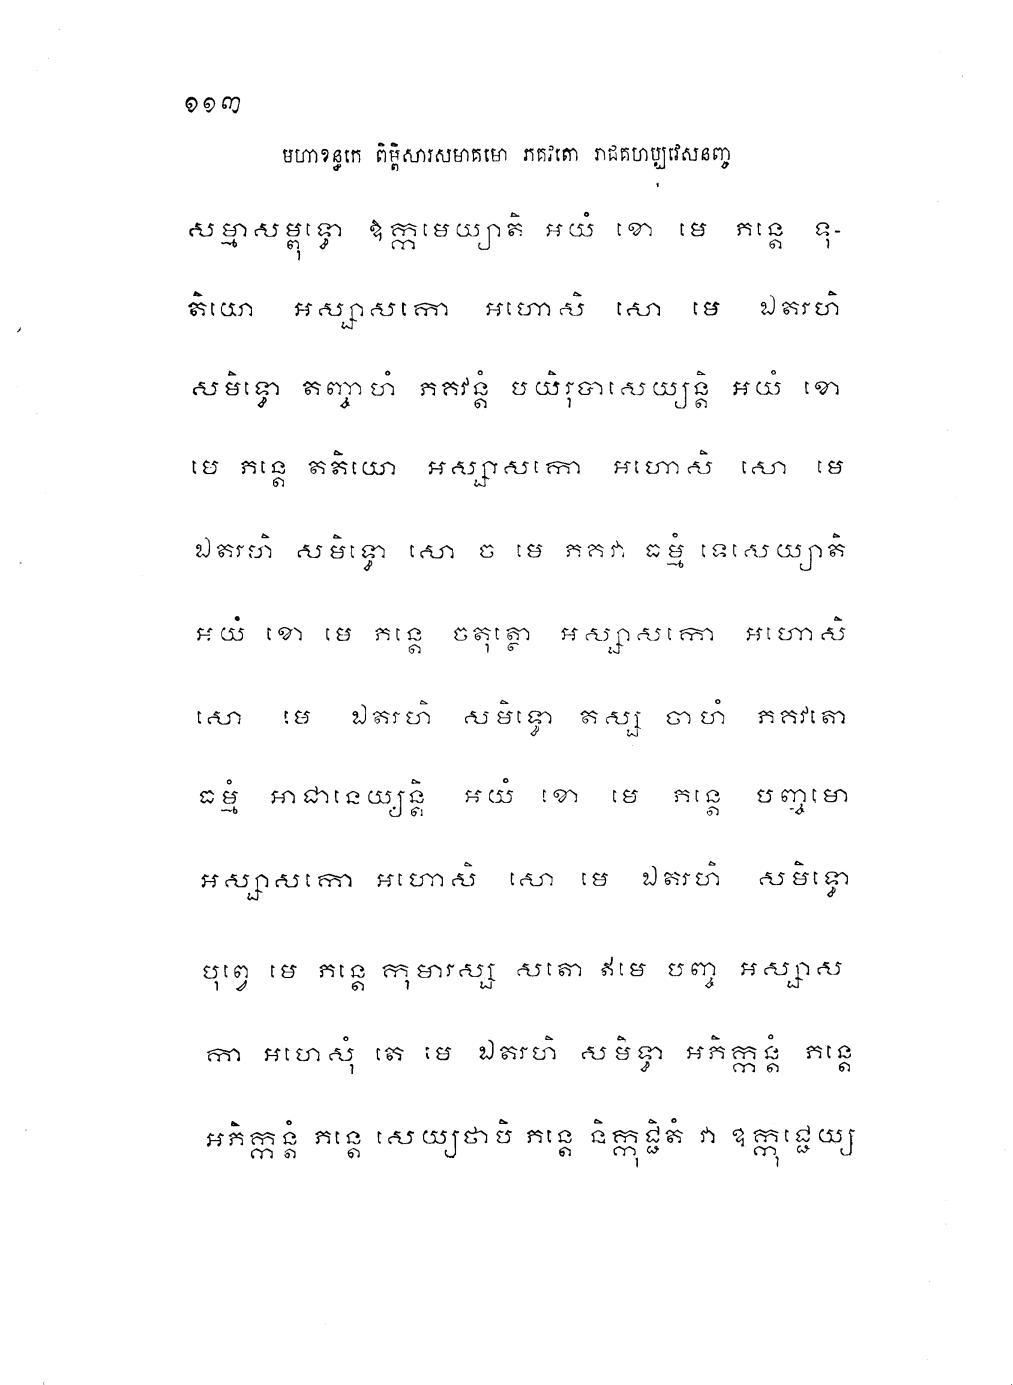 ១១៣
មហាខន្ធកេ ពិម្ពិសារសមាគមោ ភគវតោ រាជគហប្បវេសនញ្ច
សម្មាសម្ពុទ្ធោ ឱក្កមេយ្យាតិ អយំ ខោ មេ ភន្តេ ទុ-
តិយោ អស្សាសកោ អហោសិ សោ មេ ឯតរហិ
សមិទ្ធោ តញ្ចាហំ ភគវន្តំ បយិរុបាសេយ្យន្តិ អយំ ខោ
មេ ភន្តេ តតិយោ អស្សាសកោ អហោសិ សោ មេ
ឯតរហិ សមិទ្ធោ សោ ច មេ ភគវា ធម្មំ ទេសេយ្យាតិ
អយំ ខោ មេ ភន្តេ ចតុត្ថោ អស្សាសកោ អហោសិ
សោ មេ ឯតរហិ សមិទ្ធោ តស្ស ចាហំ ភគវតោ
ធម្មំ អាជានេយ្យន្តិ អយំ ខោ មេ ភន្តេ បញ្ចមោ
អស្សាសកោ អហោសិ សោ មេ ឯតរហិ សមិទ្ធោ
បុព្វេ មេ ភន្តេ កុមារស្ស សតោ ឥមេ បញ្ច អស្សាស
កា អហេសុំ តេ មេ ឯតរហិ សមិទ្ធា អភិក្កន្តំ ភន្តេ
អភិក្កន្តំ ភន្តេ សេយ្យថាបិ ភន្តេ និក្កុជ្ជិតំ វា ឧក្កុជ្ជេយ្យ